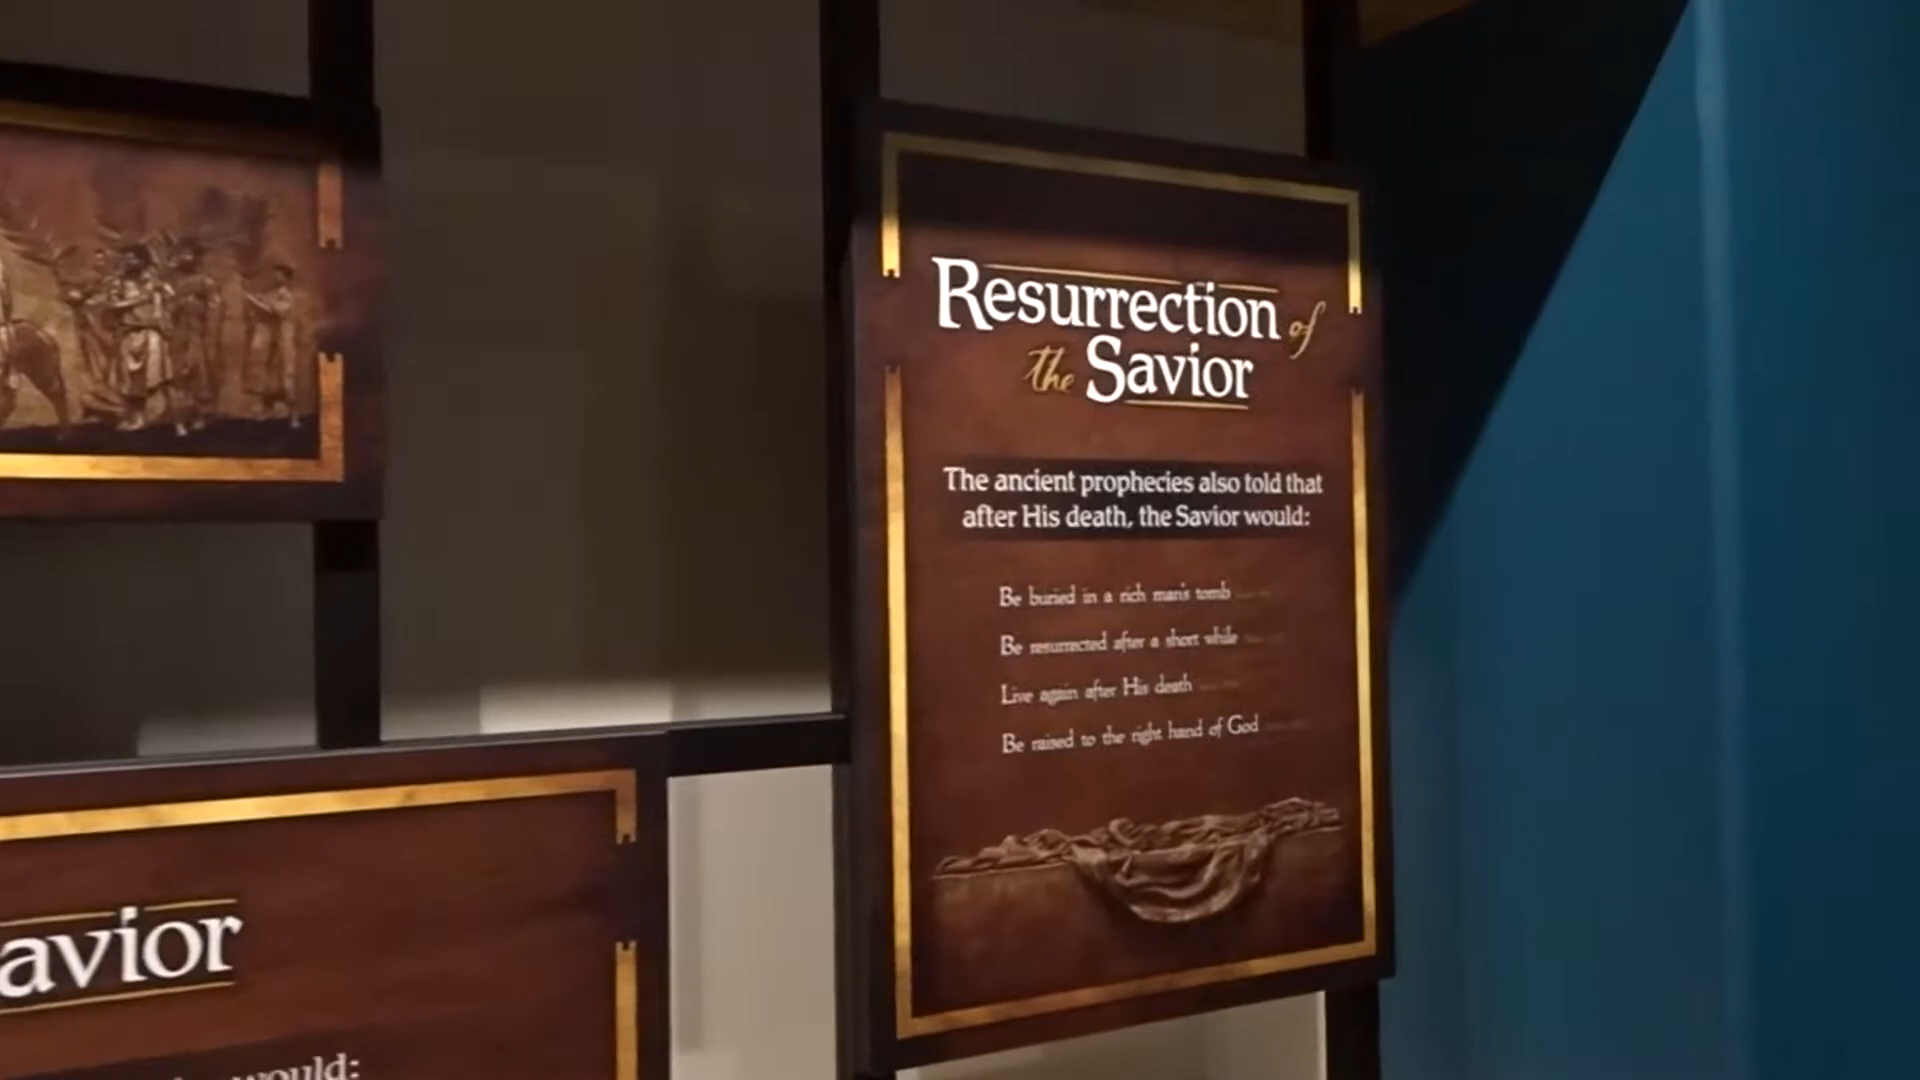 Resurrection of
the Savior
The ancient prophecies also told that
after His death, the Savior would:
Be buried in a rich man's tomb
Be resurrected after a short while
Live again after His death
Be raised to the right hand of God
avior
would: